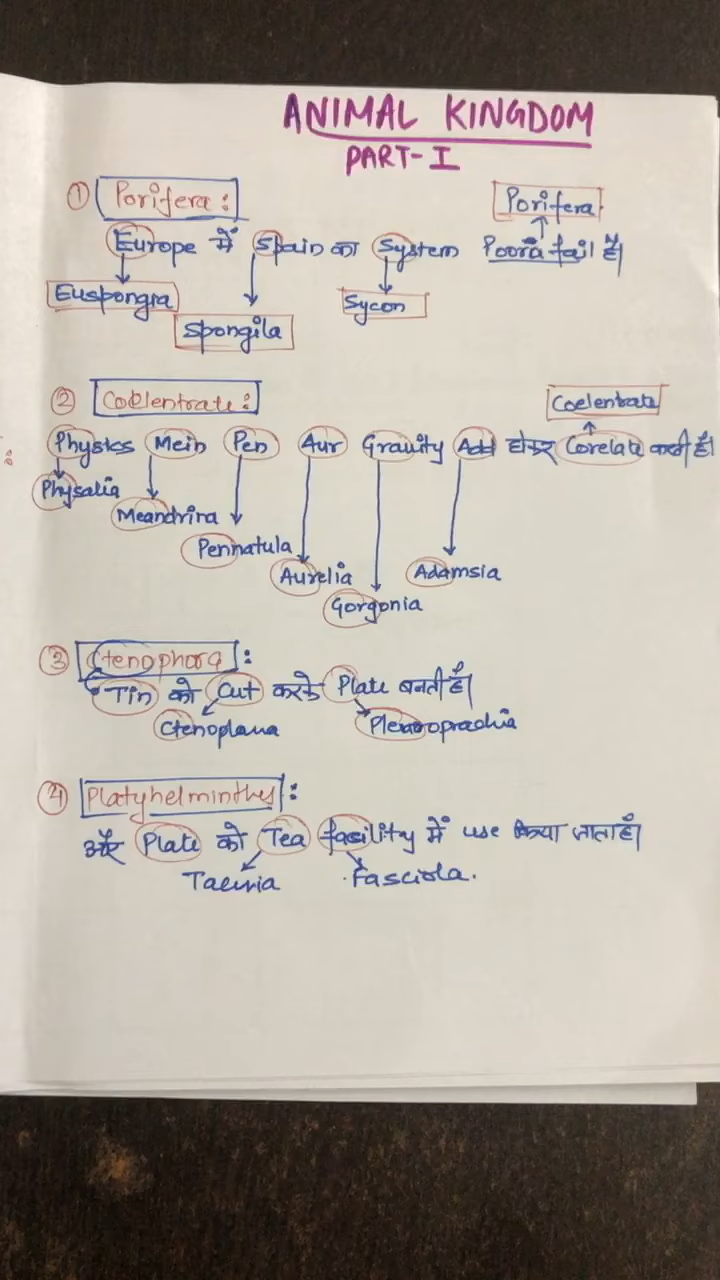 ANIMAL KINGDOM
PART-I
① Porifera:
Porifera
Europe में Spain का System Poora fail है।
Euspongia
Spongila
Sycon
② Coelentrate:
Coelentrate
Physics Mein Pen Aur Gravity Add होकर Corelate करती है।
Physalia
Meandrira
Pennatula
Aurelia
Adamsia
Gorgonia
③ Ctenophora:
Tin को Cut करके Plate बनती है।
Ctenoplana
Pleuroprachia
④ Platyhelminthes:
और Plate को Tea facility में use किया जाता है।
Taenia
Fasciola.